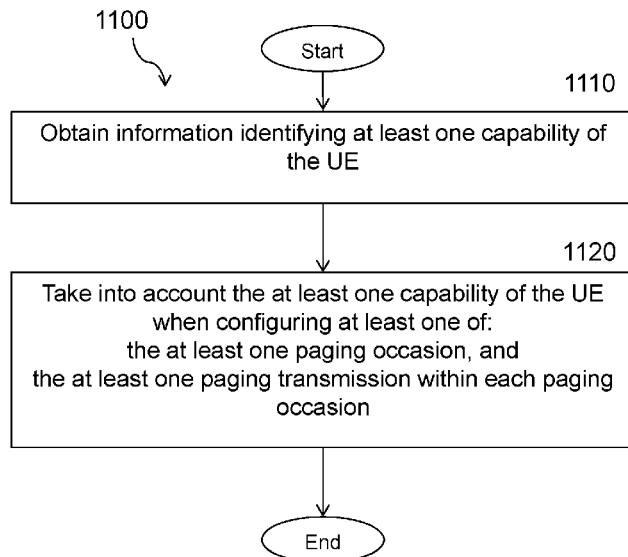 1100
Start
1110
Obtain information identifying at least one capability of
the UE
1120
Take into account the at least one capability of the UE
when configuring at least one of:
the at least one paging occasion, and
the at least one paging transmission within each paging
occasion
End